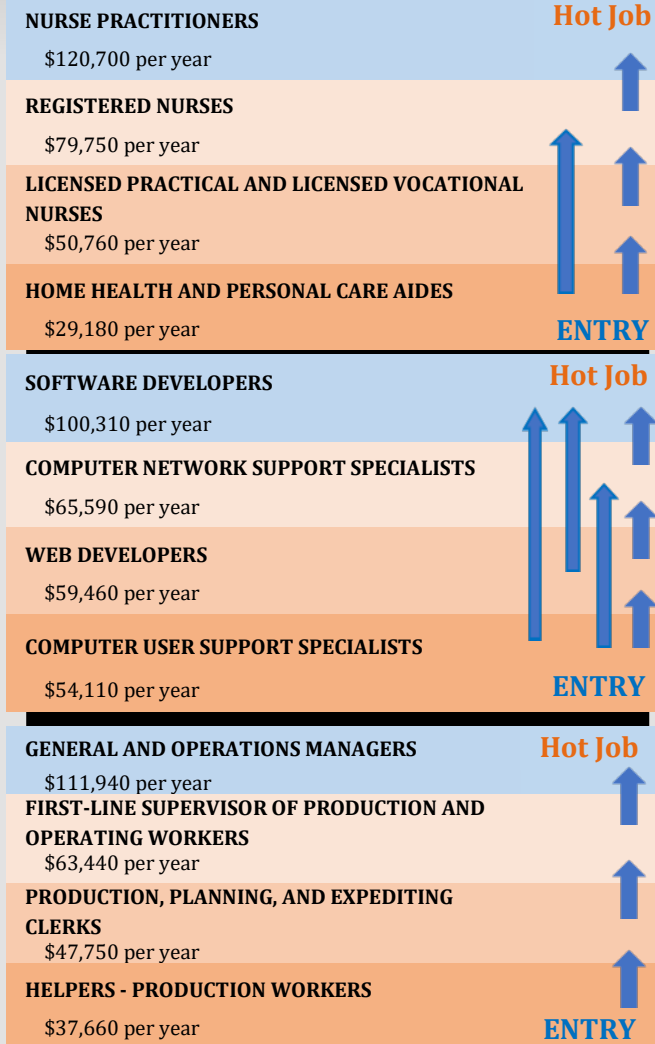 NURSE PRACTITIONERS
Hot Job
$120,700 per year
REGISTERED NURSES
$79,750 per year
LICENSED PRACTICAL AND LICENSED VOCATIONAL
NURSES
$50,760 per year
HOME HEALTH AND PERSONAL CARE AIDES
$29,180 per year
ENTRY
SOFTWARE DEVELOPERS
Hot Job
$100,310 per year
COMPUTER NETWORK SUPPORT SPECIALISTS
$65,590 per year
WEB DEVELOPERS
$59,460 per year
COMPUTER USER SUPPORT SPECIALISTS
$54,110 per year
ENTRY
GENERAL AND OPERATIONS MANAGERS
Hot Job
$111,940 per year
FIRST-LINE SUPERVISOR OF PRODUCTION AND
OPERATING WORKERS
$63,440 per year
PRODUCTION, PLANNING, AND EXPEDITING
CLERKS
$47,750 per year
HELPERS - PRODUCTION WORKERS
$37,660 per year
ENTRY